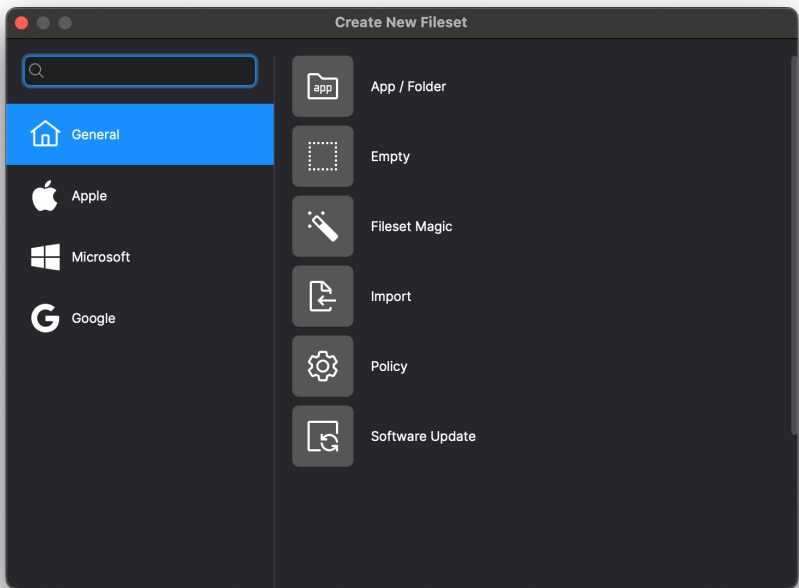 Create New Fileset
General
Apple
Microsoft
Google
app
App / Folder
Empty
Fileset Magic
Import
Policy
Software Update